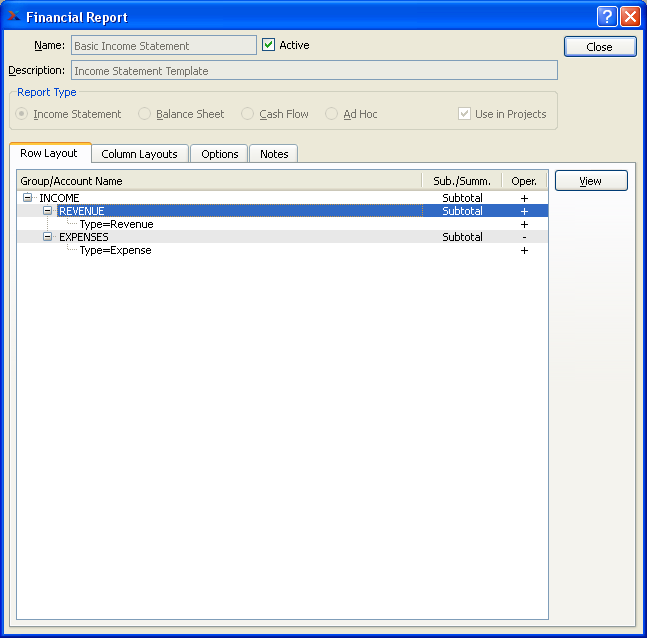 Financial Report
Name: Basic Income Statement Active Close
Description: Income Statement Template
Report Type
Income Statement Balance Sheet Cash Flow Ad Hoc Use in Projects
Row Layout Column Layouts Options Notes
Group/Account Name Sub./Summ. Oper. View
INCOME Subtotal +
REVENUE Subtotal +
Type=Revenue +
EXPENSES Subtotal -
Type=Expense +